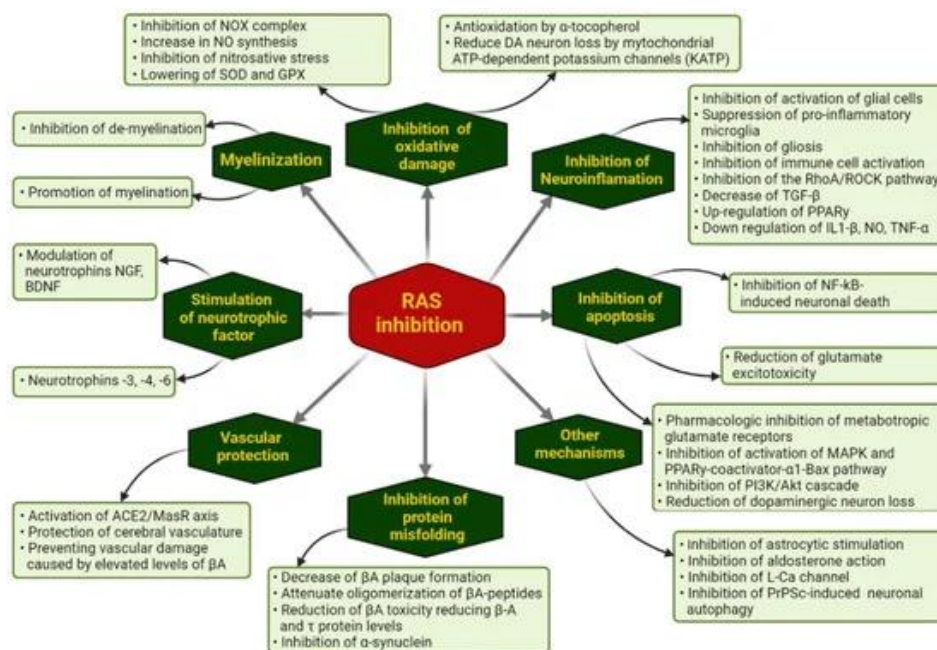 • Inhibition of NOX complex
• Increase in NO synthesis
• Inhibition of nitrosative stress
• Lowering of SOD and GPX
• Antioxidation by α-tocopherol
• Reduce DA neuron loss by mytochondrial
ATP-dependent potassium channels (KATP)
• Inhibition of de-myelination
• Promotion of myelination
Myelinization
Inhibition of
oxidative
damage
Inhibition of
Neuroinflamation
• Inhibition of activation of glial cells
• Suppression of pro-inflammatory
microglia
• Inhibition of gliosis
• Inhibition of immune cell activation
• Inhibition of the RhoA/ROCK pathway
• Decrease of TGF-β
• Up-regulation of PPARy
• Down regulation of IL1-β, NO, TNF-α
• Modulation of
neurotrophins NGF,
BDNF
• Neurotrophins -3, -4, -6
Stimulation
of neurotrophic
factor
RAS
inhibition
Inhibition of
apoptosis
• Inhibition of NF-kB-
induced neuronal death
• Reduction of glutamate
excitotoxicity
• Pharmacologic inhibition of metabotropic
glutamate receptors
• Inhibition of activation of MAPK and
PPARy-coactivator-α1-Bax pathway
• Inhibition of PI3K/Akt cascade
• Reduction of dopaminergic neuron loss
Vascular
protection
• Activation of ACE2/MasR axis
• Protection of cerebral vasculature
• Preventing vascular damage
caused by elevated levels of βA
Inhibition of
protein
misfolding
• Decrease of βA plaque formation
• Attenuate oligomerization of βA-peptides
• Reduction of βA toxicity reducing β-A
and τ protein levels
• Inhibition of α-synuclein
Other
mechanisms
• Inhibition of astrocytic stimulation
• Inhibition of aldosterone action
• Inhibition of L-Ca channel
• Inhibition of PrPSc-induced neuronal
autophagy